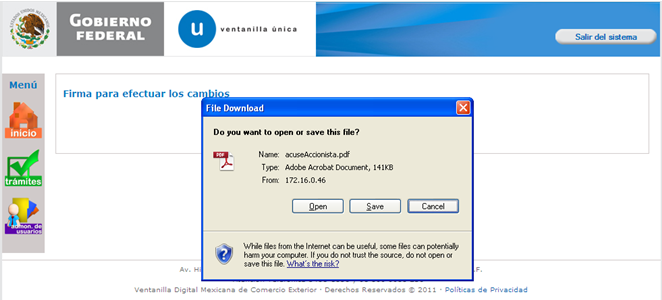 GOBIERNO
FEDERAL
u
ventanilla única
Salir del sistema
Menú
inicio
trámites
admon. de
usuarios
Firma para efectuar los cambios
File Download
Do you want to open or save this file?
PDF
Name: acuseAccionista.pdf
Type: Adobe Acrobat Document, 141KB
From: 172.16.0.46
Open Save Cancel
While files from the Internet can be useful, some files can potentially
harm your computer. If you do not trust the source, do not open or
save this file. What's the risk?
Av.
Ventanilla Digital Mexicana de Comercio Exterior - Derechos Reservados © 2011 - Políticas de Privacidad